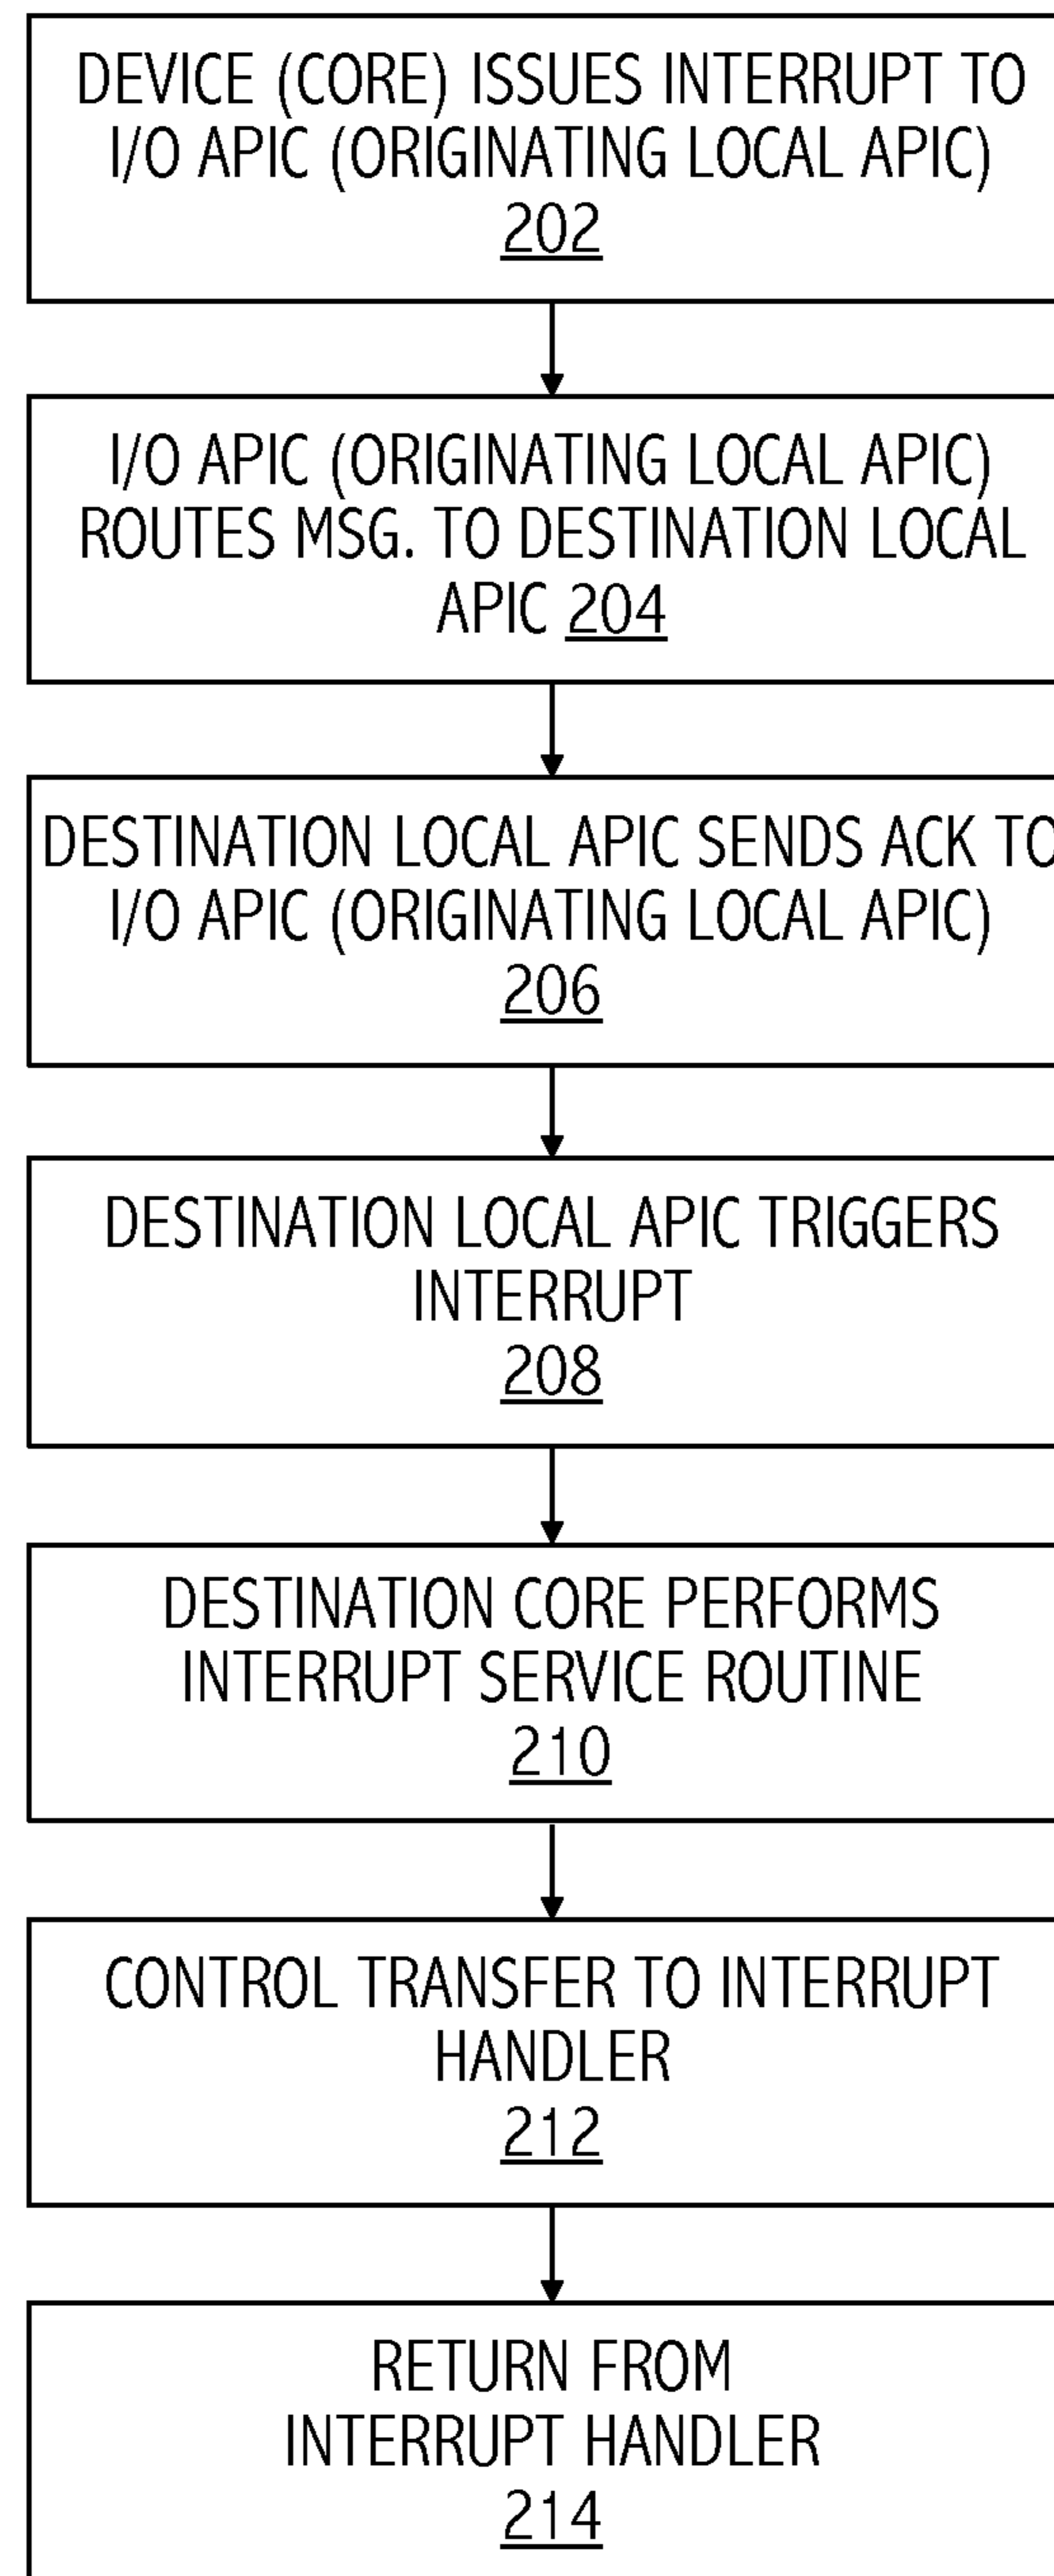 DEVICE (CORE) ISSUES INTERRUPT TO
I/O APIC (ORIGINATING LOCAL APIC)
202
I/O APIC (ORIGINATING LOCAL APIC)
ROUTES MSG. TO DESTINATION LOCAL
APIC 204
DESTINATION LOCAL APIC SENDS ACK TO
I/O APIC (ORIGINATING LOCAL APIC)
206
DESTINATION LOCAL APIC TRIGGERS
INTERRUPT
208
DESTINATION CORE PERFORMS
INTERRUPT SERVICE ROUTINE
210
CONTROL TRANSFER TO INTERRUPT
HANDLER
212
RETURN FROM
INTERRUPT HANDLER
214